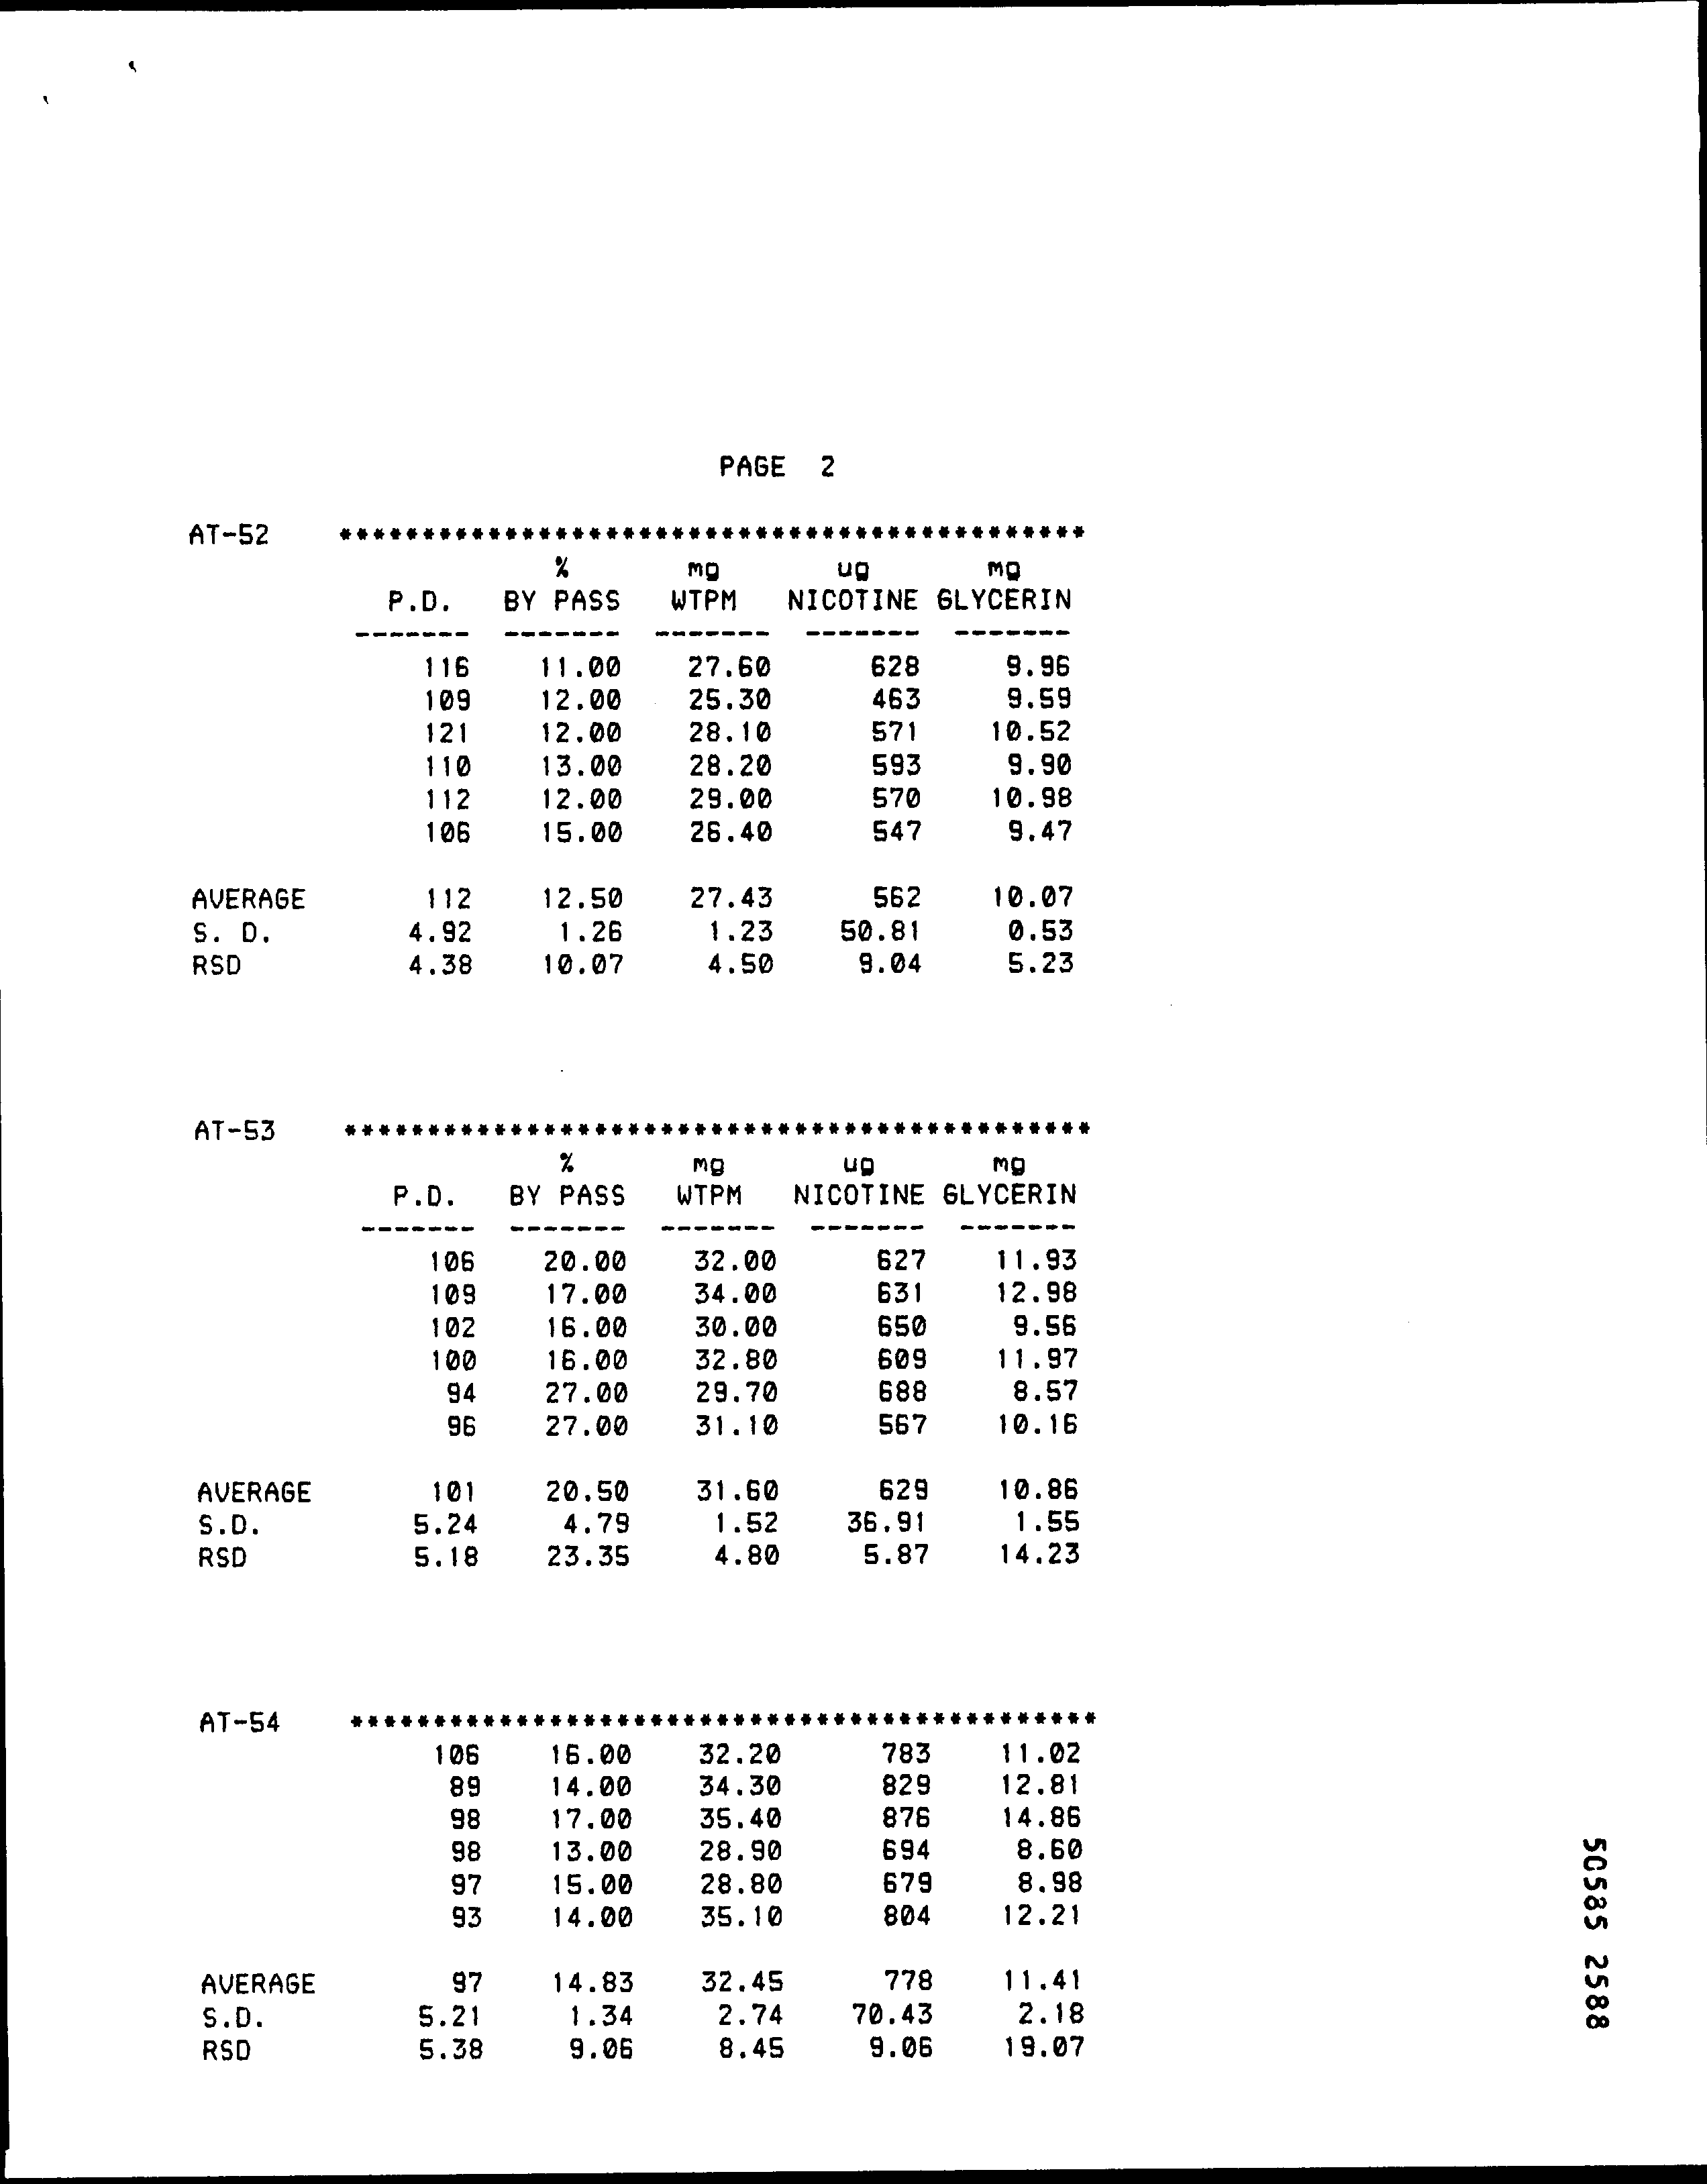 PAGE 2
AT-52 *********************************************
% mg ug mg
P.D. BY PASS WTPM NICOTINE GLYCERIN
------- ------- ------- ------- -------
116 11.00 27.60 628 9.96
109 12.00 25.30 463 9.59
121 12.00 28.10 571 10.52
110 13.00 28.20 593 9.90
112 12.00 29.00 570 10.98
106 15.00 26.40 547 9.47
AVERAGE 112 12.50 27.43 562 10.07
S. D. 4.92 1.26 1.23 50.81 0.53
RSD 4.38 10.07 4.50 9.04 5.23
AT-53 *********************************************
% mg ug mg
P.D. BY PASS WTPM NICOTINE GLYCERIN
------- ------- ------- ------- -------
106 20.00 32.00 627 11.93
109 17.00 34.00 631 12.98
102 16.00 30.00 650 9.56
100 16.00 32.80 609 11.97
94 27.00 29.70 688 8.57
96 27.00 31.10 567 10.16
AVERAGE 101 20.50 31.60 629 10.86
S.D. 5.24 4.79 1.52 36.91 1.55
RSD 5.18 23.35 4.80 5.87 14.23
AT-54 *********************************************
106 16.00 32.20 783 11.02
89 14.00 34.30 829 12.81
98 17.00 35.40 876 14.86
98 13.00 28.90 694 8.60
97 15.00 28.80 679 8.98
93 14.00 35.10 804 12.21
AVERAGE 97 14.83 32.45 778 11.41
S.D. 5.21 1.34 2.74 70.43 2.18
RSD 5.38 9.06 8.45 9.06 19.07
50585 2588